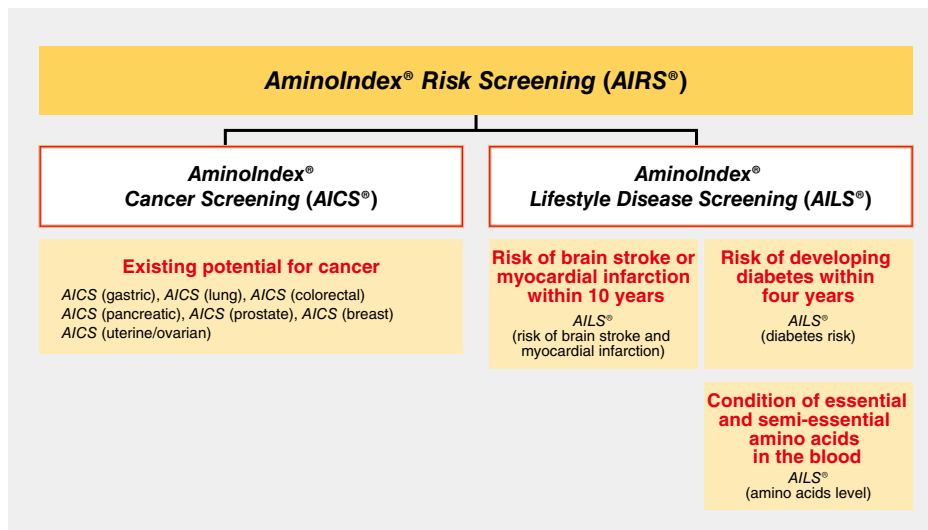 AminoIndex® Risk Screening (AIRS®)
AminoIndex®
Cancer Screening (AICS®)
AminoIndex®
Lifestyle Disease Screening (AILS®)
Existing potential for cancer
AICS (gastric), AICS (lung), AICS (colorectal)
AICS (pancreatic), AICS (prostate), AICS (breast)
AICS (uterine/ovarian)
Risk of brain stroke or
myocardial infarction
within 10 years
AILS®
(risk of brain stroke and
myocardial infarction)
Risk of developing
diabetes within
four years
AILS®
(diabetes risk)
Condition of essential
and semi-essential
amino acids
in the blood
AILS®
(amino acids level)